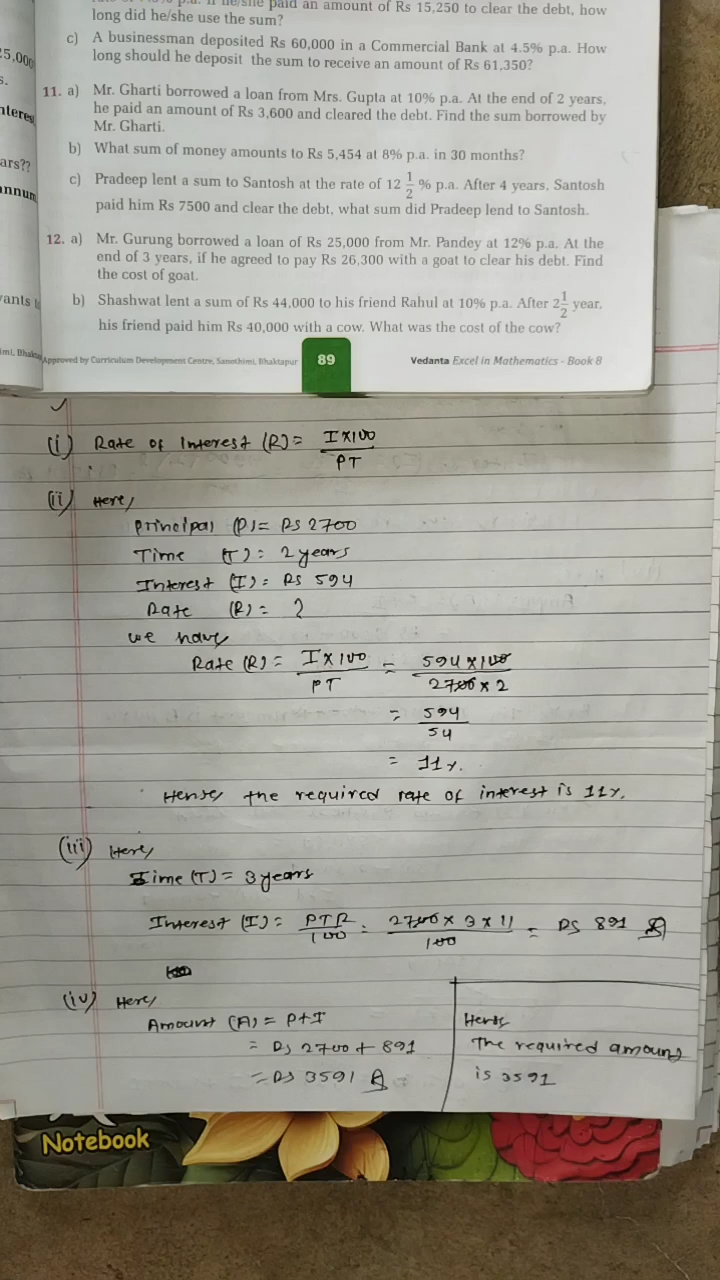 an amount of Rs 15,250 to clear the debt, how
long did he/she use the sum?
c) A businessman deposited Rs 60,000 in a Commercial Bank at 4.5% p.a. How
long should he deposit the sum to receive an amount of Rs 61,350?
11. a) Mr. Gharti borrowed a loan from Mrs. Gupta at 10% p.a. At the end of 2 years,
he paid an amount of Rs 3,600 and cleared the debt. Find the sum borrowed by
Mr. Gharti.
b) What sum of money amounts to Rs 5,454 at 8% p.a. in 30 months?
c) Pradeep lent a sum to Santosh at the rate of 12 1/2 % p.a. After 4 years, Santosh
paid him Rs 7500 and clear the debt, what sum did Pradeep lend to Santosh.
12. a) Mr. Gurung borrowed a loan of Rs 25,000 from Mr. Pandey at 12% p.a. At the
end of 3 years, if he agreed to pay Rs 26,300 with a goat to clear his debt. Find
the cost of goat.
b) Shashwat lent a sum of Rs 44,000 to his friend Rahul at 10% p.a. After 2 1/2 year.
his friend paid him Rs 40,000 with a cow. What was the cost of the cow?
Approved by Curriculum Development Centre, Sanothimi, Bhaktapur 89 Vedanta Excel in Mathematics - Book 8
(i) Rate of Interest (R) = I×100/PT
(ii) Here,
Principal (P) = Rs 2700
Time (T) = 2 years
Interest (I) = Rs 594
Rate (R) = ?
we have,
Rate (R) = I×100/PT = 594×100/2700×2
= 594/54
= 11%.
Hense, the required rate of interest is 11%.
(iii) Here,
Time (T) = 3 years
Interest (I) = PTR/100 = 2700×3×11/100 = Rs 891
(iv) Here,
Amount (A) = P+I
= Rs 2700 + 891
= Rs 3591
Hens,
The required amount
is 3591
Notebook